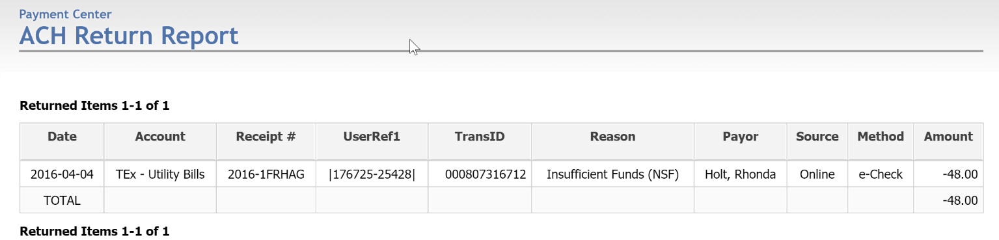 Payment Center
ACH Return Report
Returned Items 1-1 of 1
Date Account Receipt # UserRef1 TransID Reason Payor Source Method Amount
2016-04-04 TEx - Utility Bills 2016-1FRHAG |176725-25428| 000807316712 Insufficient Funds (NSF) Holt, Rhonda Online e-Check -48.00
TOTAL -48.00
Returned Items 1-1 of 1